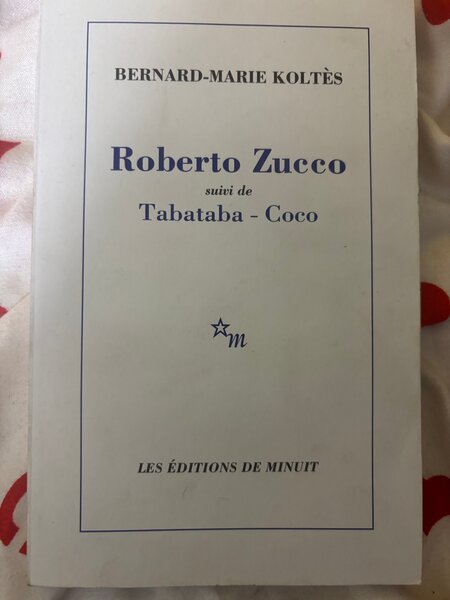 BERNARD-MARIE KOLTÈS
Roberto Zucco
suivi de
Tabataba - Coco
m
LES ÉDITIONS DE MINUIT